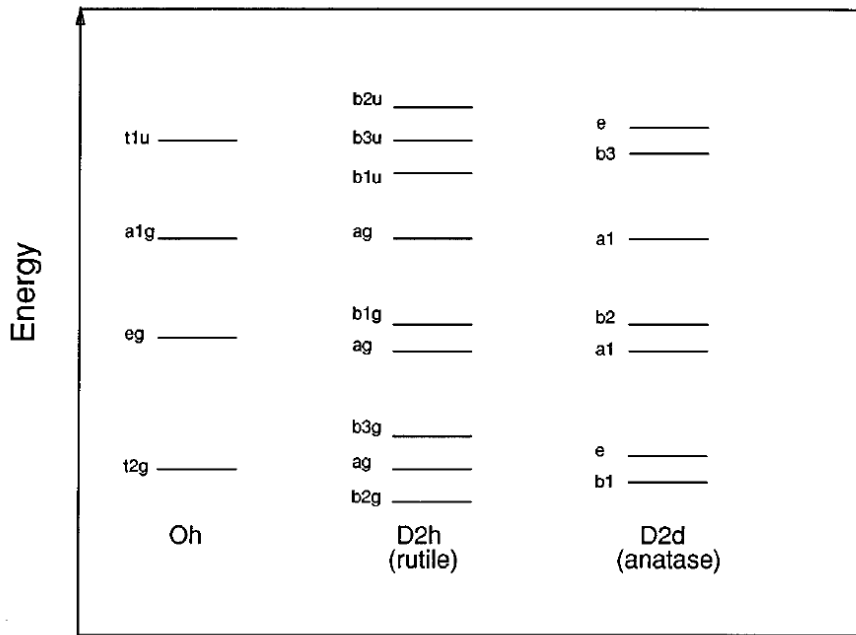 Energy
t1u
a1g
eg
t2g
Oh
b2u
b3u
b1u
ag
b1g
ag
b3g
ag
b2g
D2h
(rutile)
e
b3
a1
b2
a1
e
b1
D2d
(anatase)